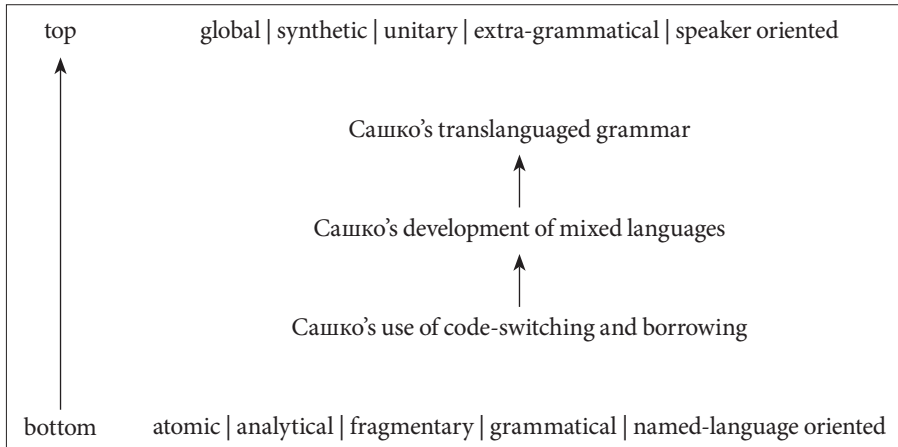 top global | synthetic | unitary | extra-grammatical | speaker oriented
Сашко’s translanguaged grammar
Сашко’s development of mixed languages
Сашко’s use of code-switching and borrowing
bottom atomic | analytical | fragmentary | grammatical | named-language oriented